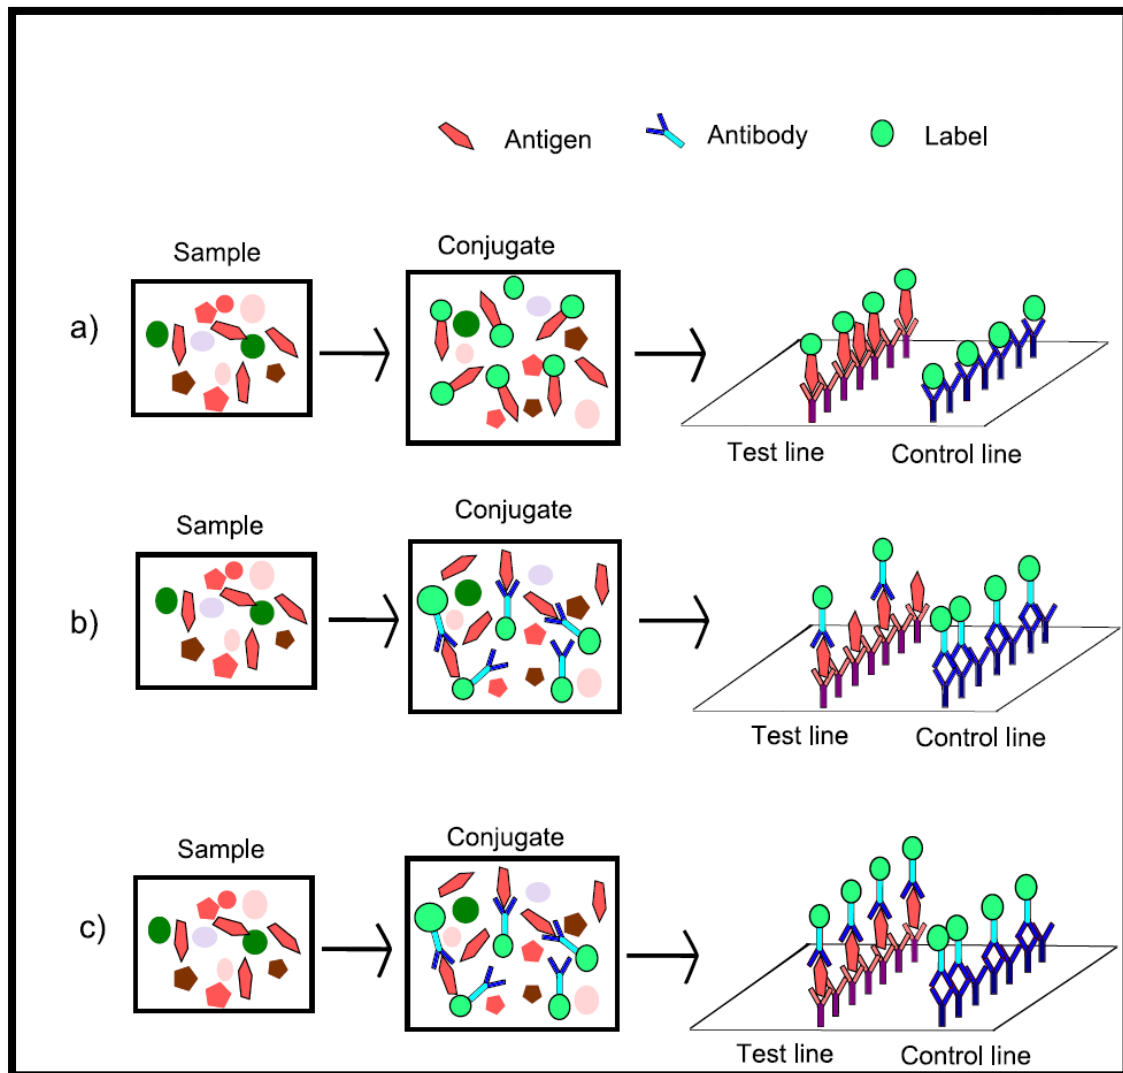 Antigen Antibody Label
Sample Conjugate
a)
Test line Control line
Sample Conjugate
b)
Test line Control line
Sample Conjugate
c)
Test line Control line